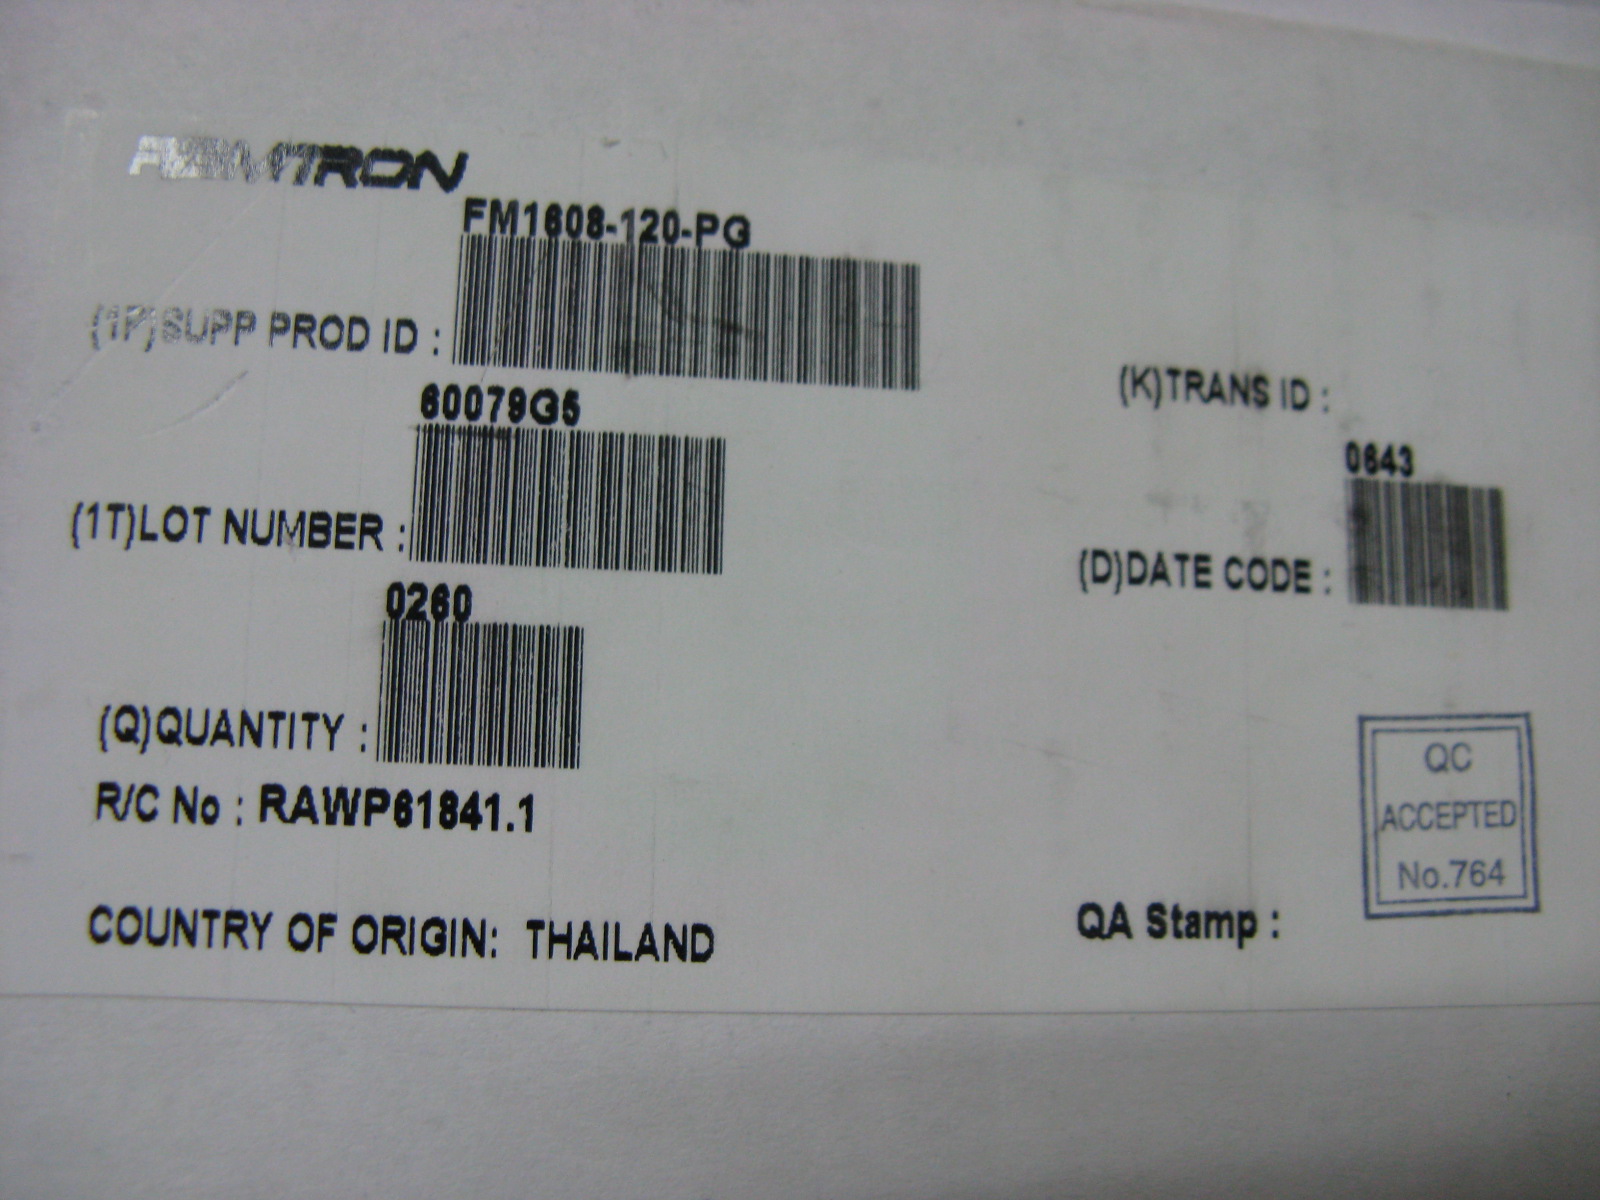 RAMTRON
FM1608-120-PG
(1P)SUPP PROD ID :
60079G5
(1T)LOT NUMBER :
0260
(Q)QUANTITY :
R/C No : RAWP61841.1
COUNTRY OF ORIGIN: THAILAND
(K)TRANS ID :
0643
(D)DATE CODE :
QC
ACCEPTED
No.764
QA Stamp :